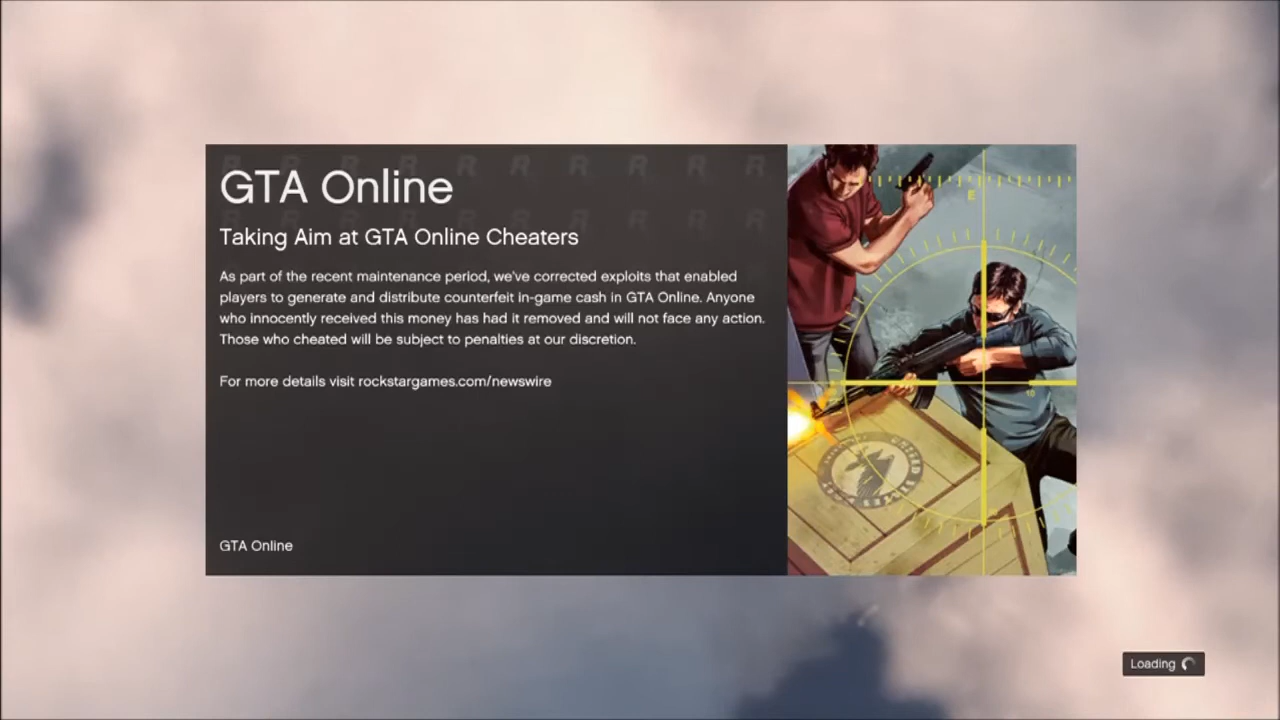 GTA Online
Taking Aim at GTA Online Cheaters
As part of the recent maintenance period, we've corrected exploits that enabled
players to generate and distribute counterfeit in-game cash in GTA Online. Anyone
who innocently received this money has had it removed and will not face any action.
Those who cheated will be subject to penalties at our discretion.
For more details visit rockstargames.com/newswire
GTA Online
Loading